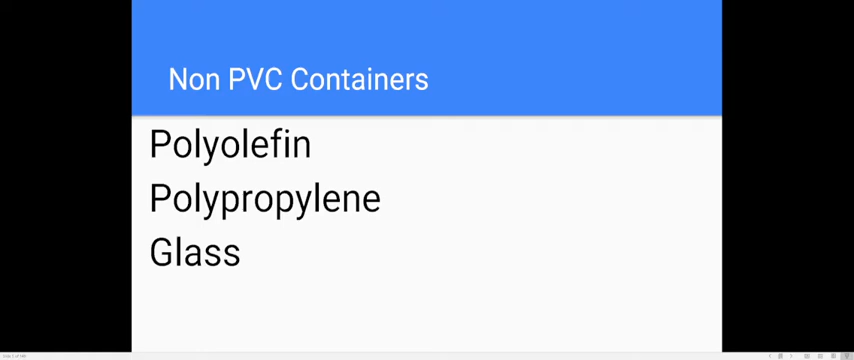 Non PVC Containers
Polyolefin
Polypropylene
Glass